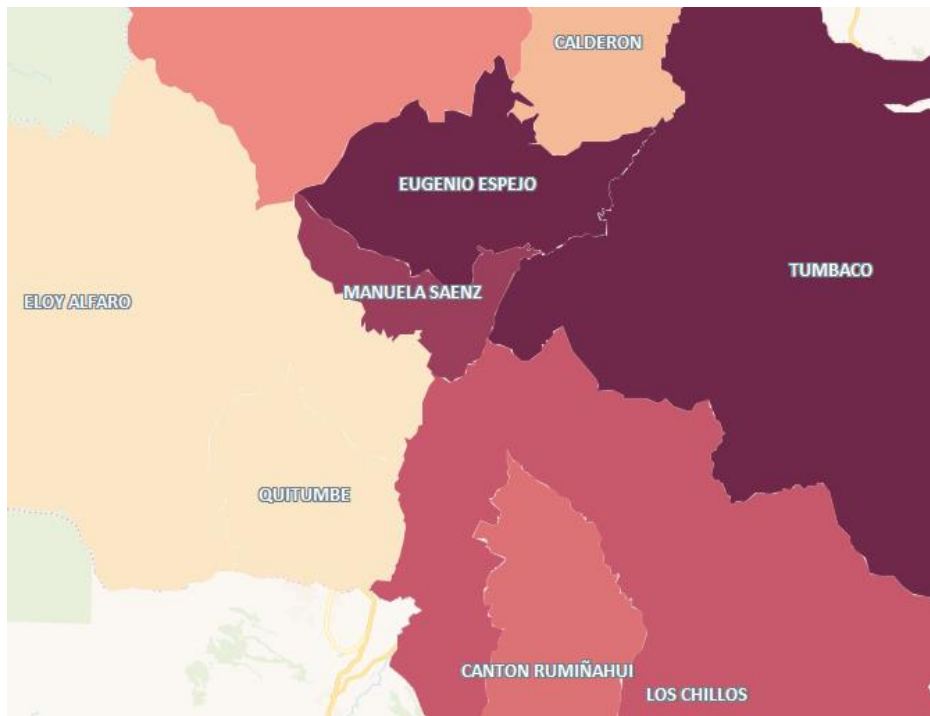 CALDERON
EUGENIO ESPEJO
TUMBACO
MANUELA SAENZ
ELOY ALFARO
QUITUMBE
CANTON RUMIÑAHUI
LOS CHILLOS